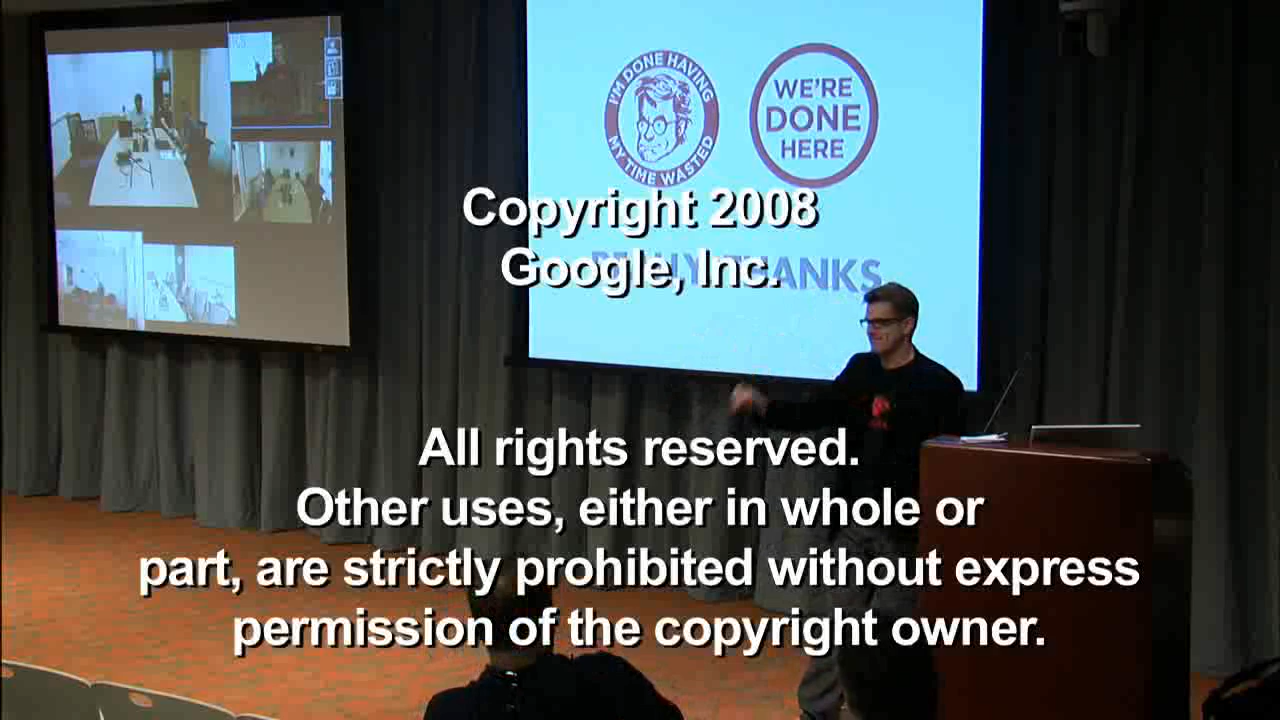 I'M DONE HAVING
MY TIME WASTED
WE'RE
DONE
HERE
THANKS
Copyright 2008
Google, Inc.
All rights reserved.
Other uses, either in whole or
part, are strictly prohibited without express
permission of the copyright owner.